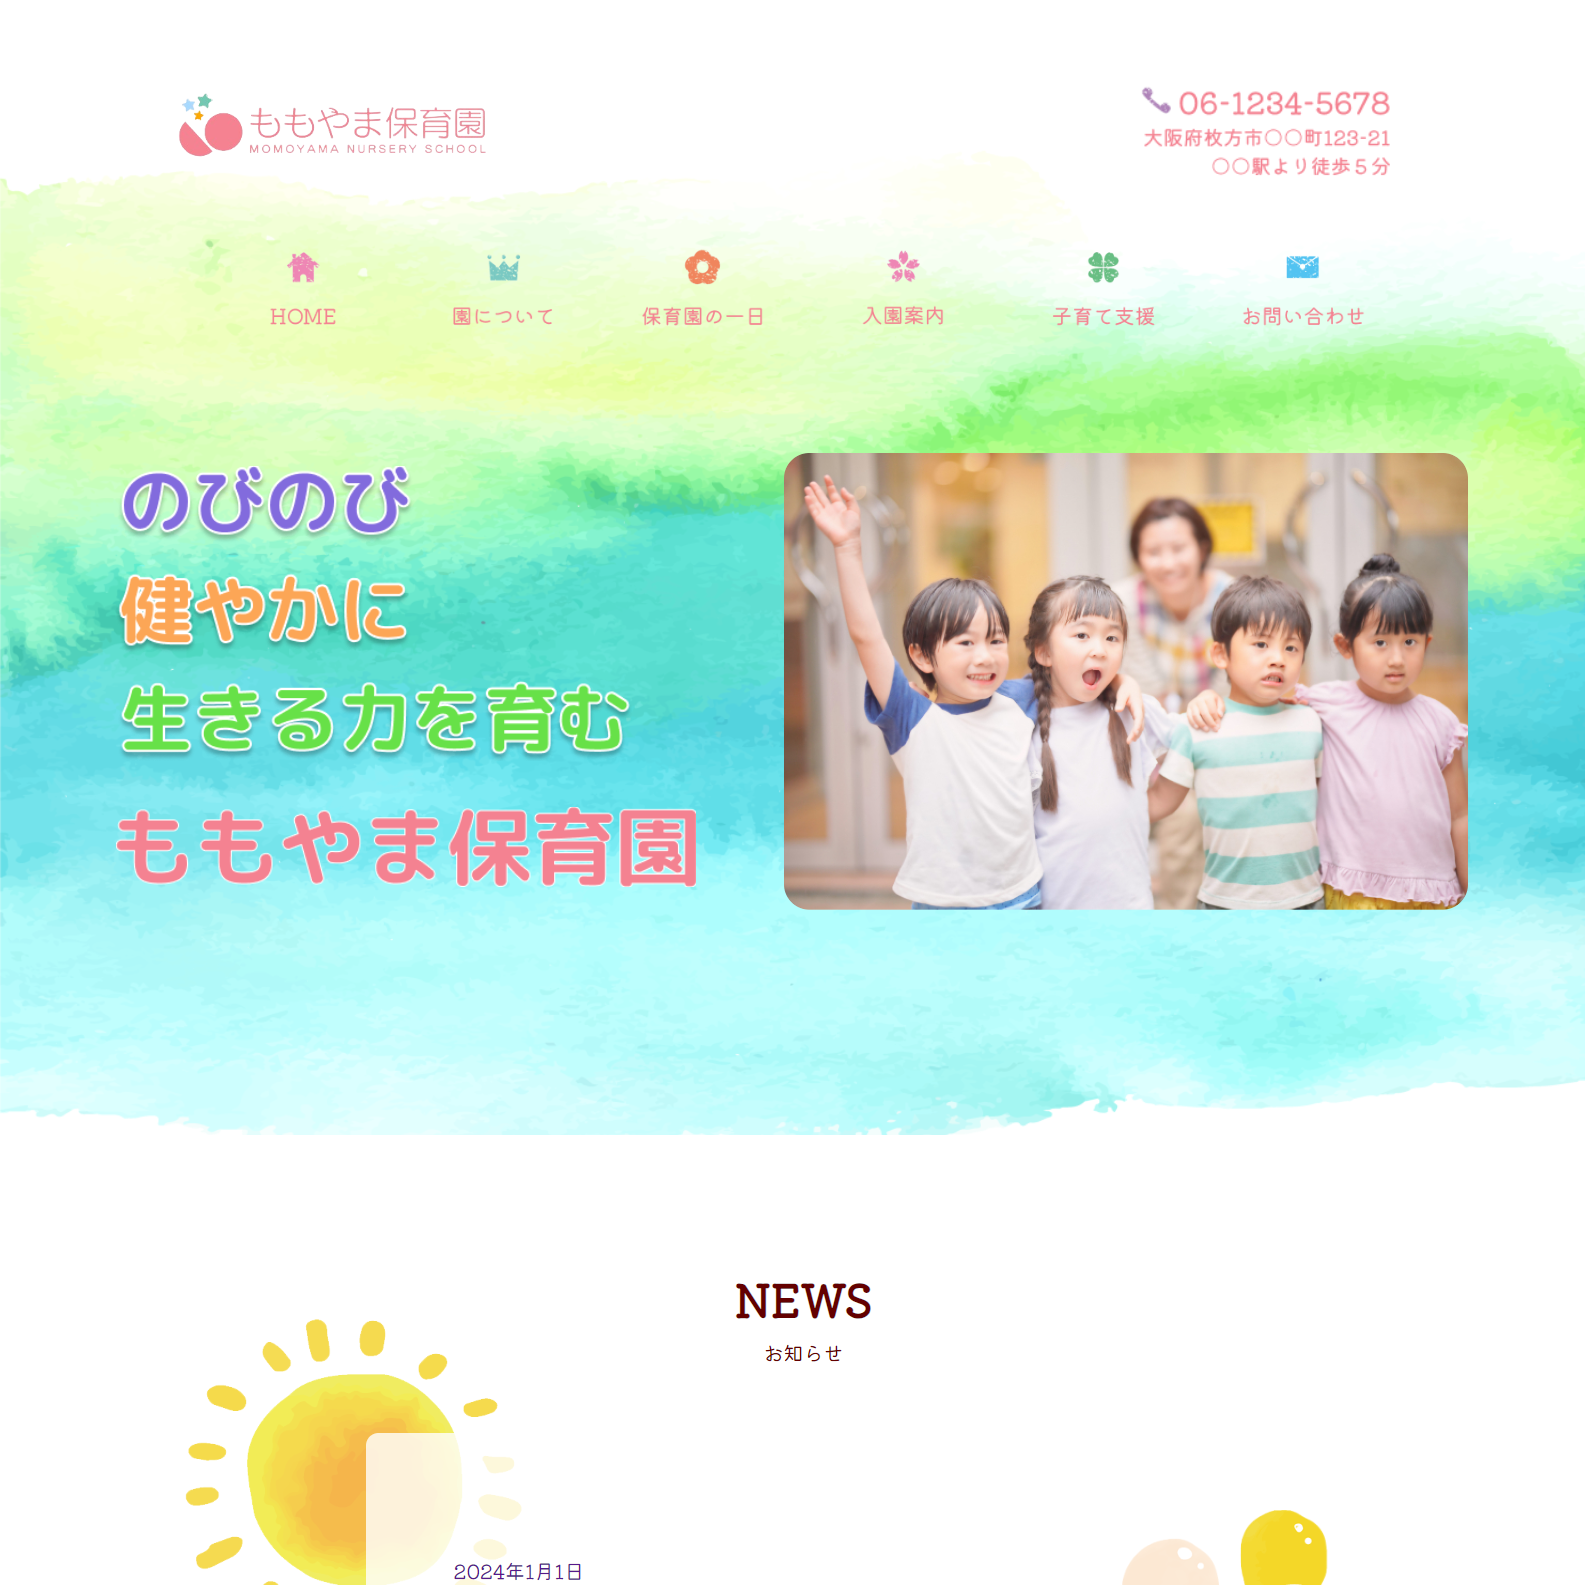 ももやま保育園
MOMOYAMA NURSERY SCHOOL
06-1234-5678
大阪府枚方市〇〇町123-21
〇〇駅より徒歩５分
HOME
園について
保育園の一日
入園案内
子育て支援
お問い合わせ
のびのび
健やかに
生きる力を育む
ももやま保育園
NEWS
お知らせ
2024年1月1日